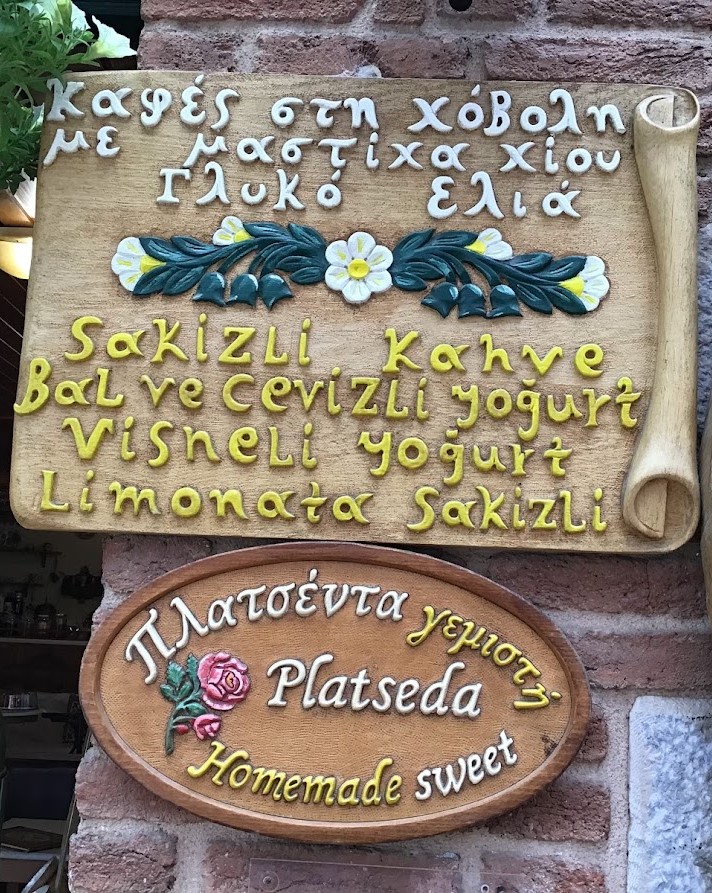 Καφές στη χόβολη
με μαστίχα χίου
Γλυκό ελιά
Sakizli Kahve
Bal ve Cevizli yoğurt
Visneli yoğurt
Limonata Sakizli
Πλατσέντα γεμιστή
Platseda
Homemade sweet